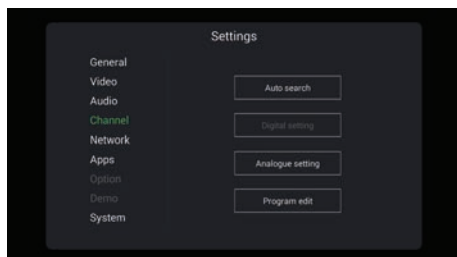 Settings
General
Video
Audio
Channel
Network
Apps
Option
Demo
System
Auto search
Digital setting
Analogue setting
Program edit